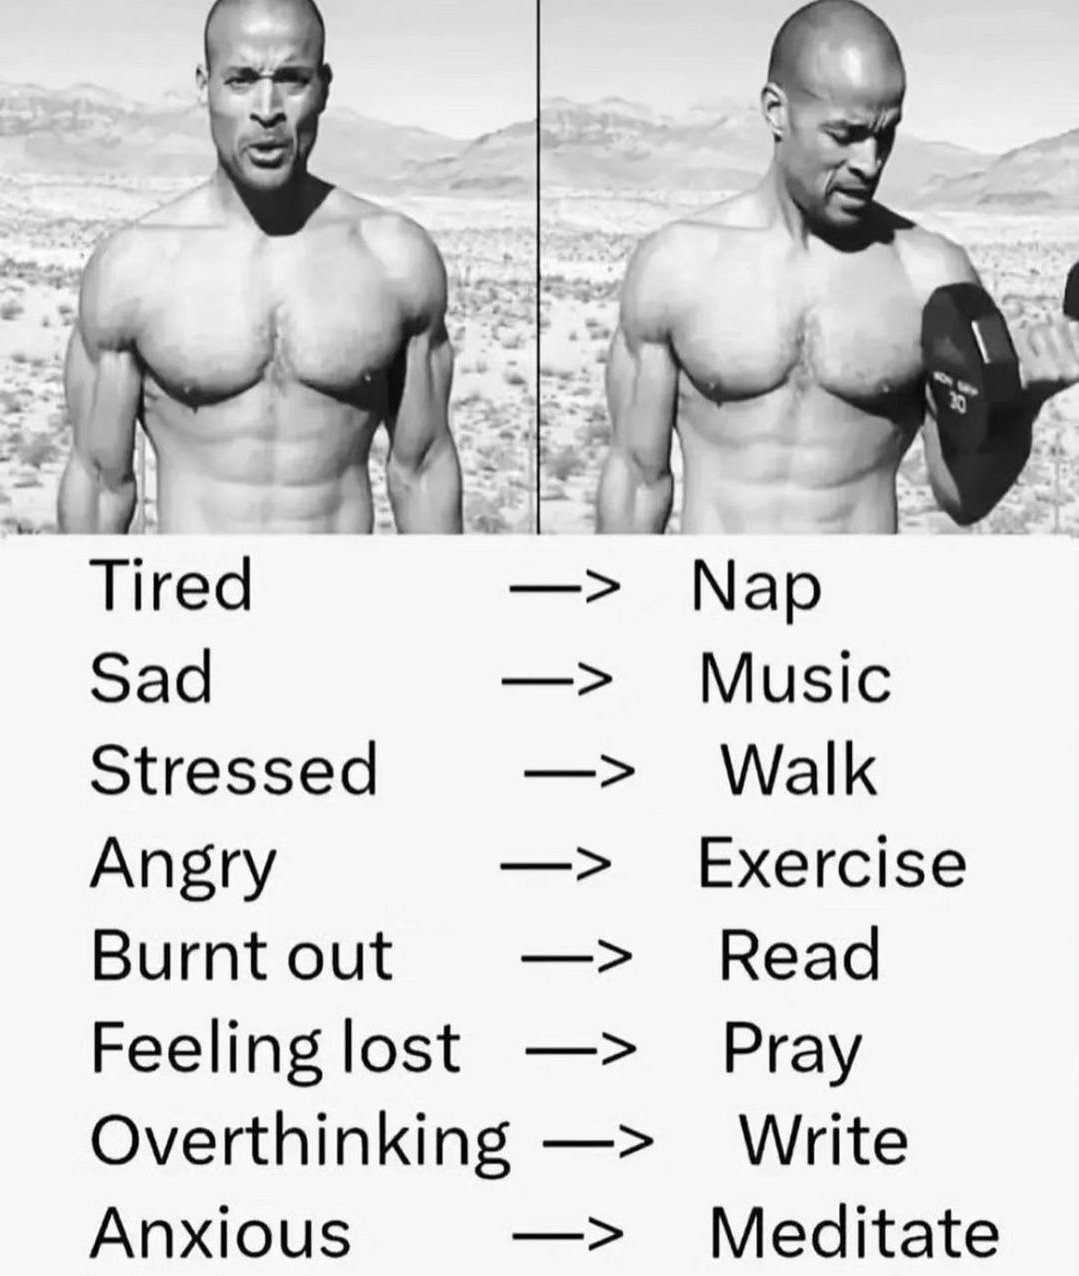 30
Tired —> Nap
Sad —> Music
Stressed —> Walk
Angry —> Exercise
Burnt out —> Read
Feeling lost —> Pray
Overthinking —> Write
Anxious —> Meditate